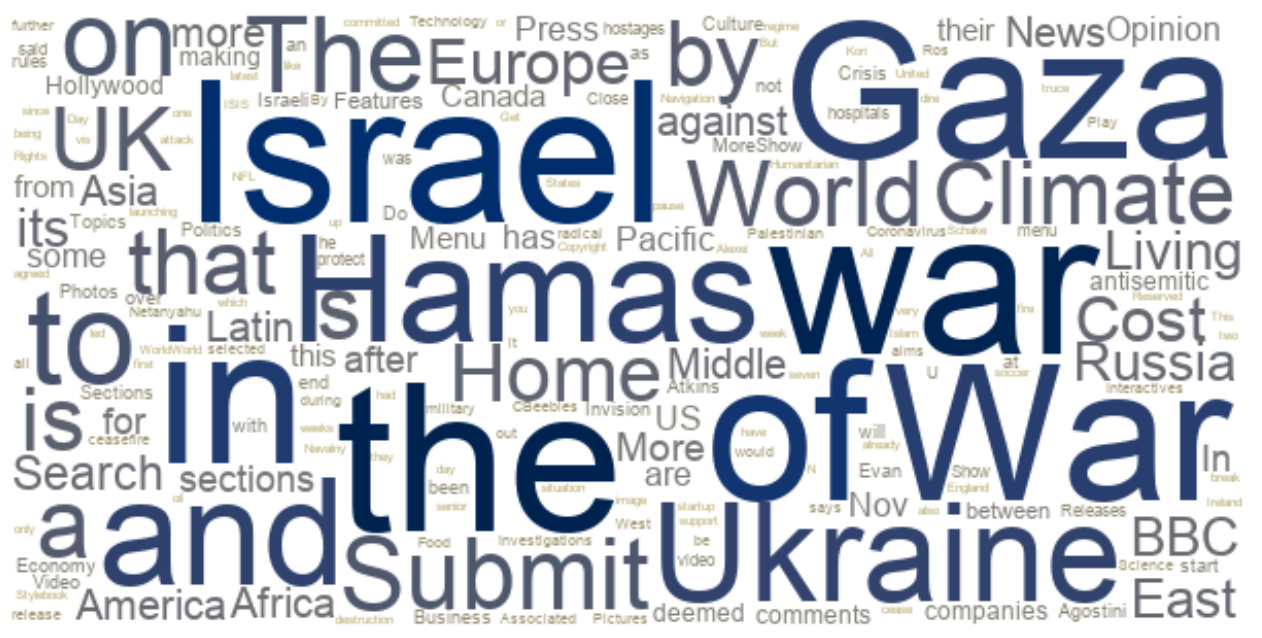 further committed Technology or Press hostages Culture regime their News Opinion
said on more The an Europe as by But Gaza Kori Ros
rules making like not Crisis United
Hollywood latest Israeli By Features Canada Close Navigation hospitals dire truce
since UK ISIS one Israel Get against Play
being Day vis attack MoreShow
Rights was World Humanitarian Climate
from Asia NFL States
its Topics launching Do pause
some Politics up he Menu has radical Pacific Palestinian Coronavirus Schake menu
that protect Hamas Copyright Alexei war All Living
agreed antisemitic
Photos over Is you very fire Reserved
to Netanyahu which Latin It week Islam Cost This
led in WorldWorld selected this after Home Middle aims at Russia two
all first Atkins seven U soccer
is Sections end the had of War Interactives
for during military CBeebles Invision US have
ceasefire with weeks out More would will already In
Search sections Navalny they day are N Evan Show break
oil been situation England
a and senior image startup says Nov also between Releases Ireland
only Submit West support Ukraine BBC
Economy Food Investigations be Science start
Video video
Stylebook America Africa East
release destruction Business Associated Pictures deemed comments cease companies Agostini